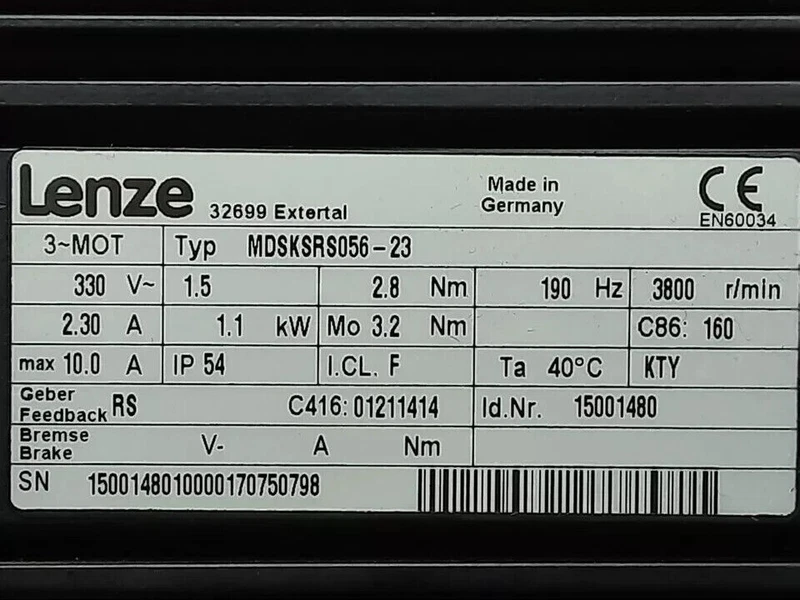 Lenze 32699 Extertal Made in Germany CE EN60034
3~MOT Typ MDSKSRS056-23
330 V~ 1.5 2.8 Nm 190 Hz 3800 r/min
2.30 A 1.1 kW Mo 3.2 Nm C86: 160
max 10.0 A IP 54 I.CL. F Ta 40°C KTY
Geber
Feedback RS C416: 01211414 Id.Nr. 15001480
Bremse
Brake V- A Nm
SN 1500148010000170750798